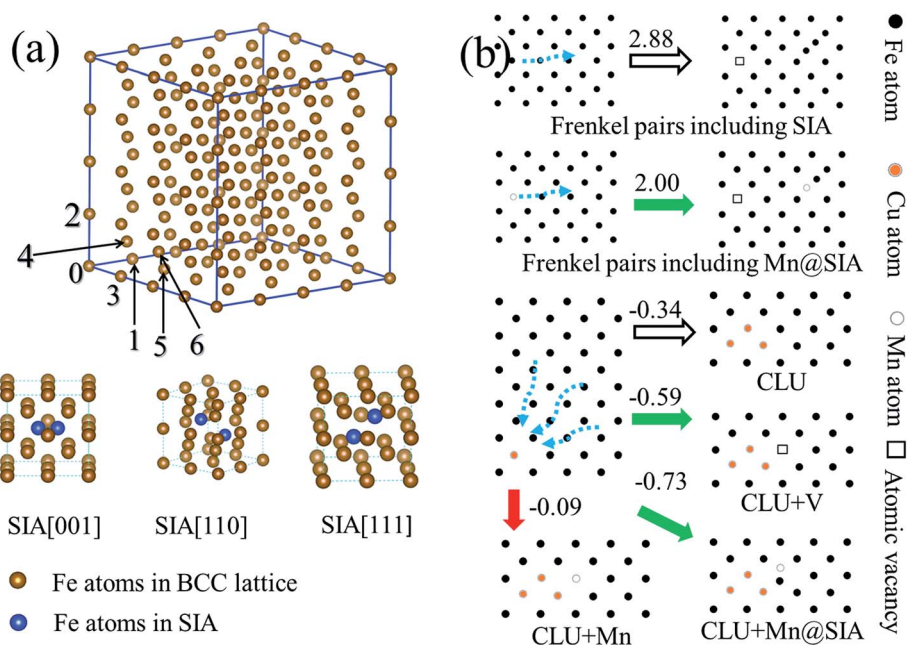 (a)
2
4
0
3
1
5
6
SIA[001]
SIA[110]
SIA[111]
Fe atoms in BCC lattice
Fe atoms in SIA
(b)
2.88
Frenkel pairs including SIA
2.00
Frenkel pairs including Mn@SIA
-0.34
CLU
-0.59
CLU+V
-0.73
-0.09
CLU+Mn
CLU+Mn@SIA
Fe atom
Cu atom
Mn atom
Atomic vacancy